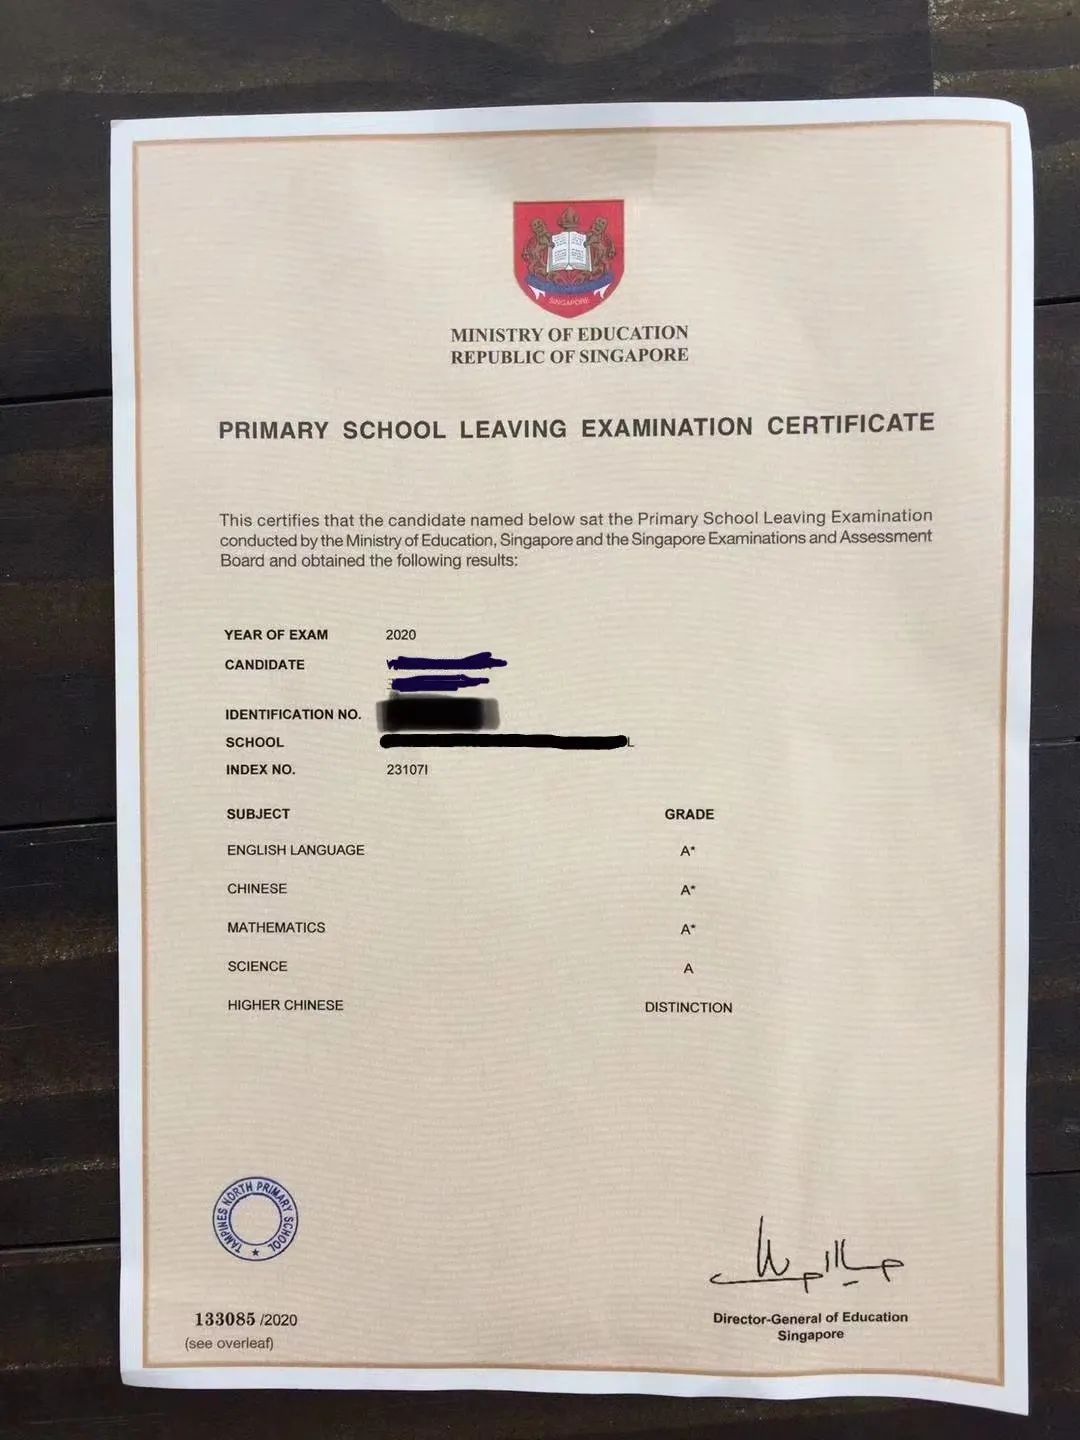 SINGAPORE
MINISTRY OF EDUCATION
REPUBLIC OF SINGAPORE
PRIMARY SCHOOL LEAVING EXAMINATION CERTIFICATE
This certifies that the candidate named below sat the Primary School Leaving Examination
conducted by the Ministry of Education, Singapore and the Singapore Examinations and Assessment
Board and obtained the following results:
YEAR OF EXAM 2020
CANDIDATE
IDENTIFICATION NO.
SCHOOL L
INDEX NO. 23107I
SUBJECT GRADE
ENGLISH LANGUAGE A*
CHINESE A*
MATHEMATICS A*
SCIENCE A
HIGHER CHINESE DISTINCTION
TAMPINES NORTH PRIMARY SCHOOL
133085 /2020
(see overleaf)
Director-General of Education
Singapore